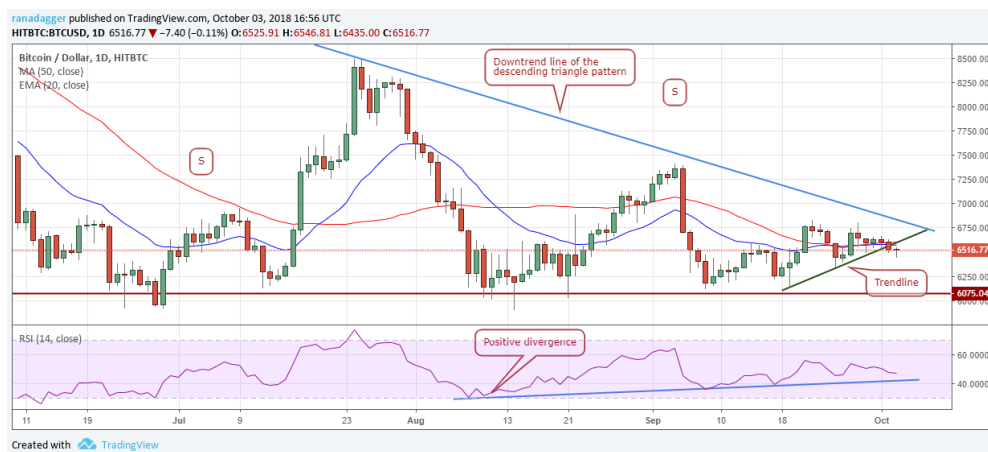 ranadagger published on TradingView.com, October 03, 2018 16:56 UTC
HITBTC:BTCUSD, 1D 6516.77 ▼ −7.40 (−0.11%) O:6525.91 H:6546.81 L:6435.00 C:6516.77
Bitcoin / Dollar, 1D, HITBTC
MA (50, close)
EMA (20, close)
Downtrend line of the
descending triangle pattern
S
S
Trendline
8500.00
8250.00
8000.00
7750.00
7500.00
7250.00
7000.00
6750.00
6516.77
6250.00
6075.04
6000.00
RSI (14, close)
Positive divergence
60.0000
40.0000
11 19 Jul 9 23 Aug 13 21 Sep 10 18 Oct
Created with TradingView